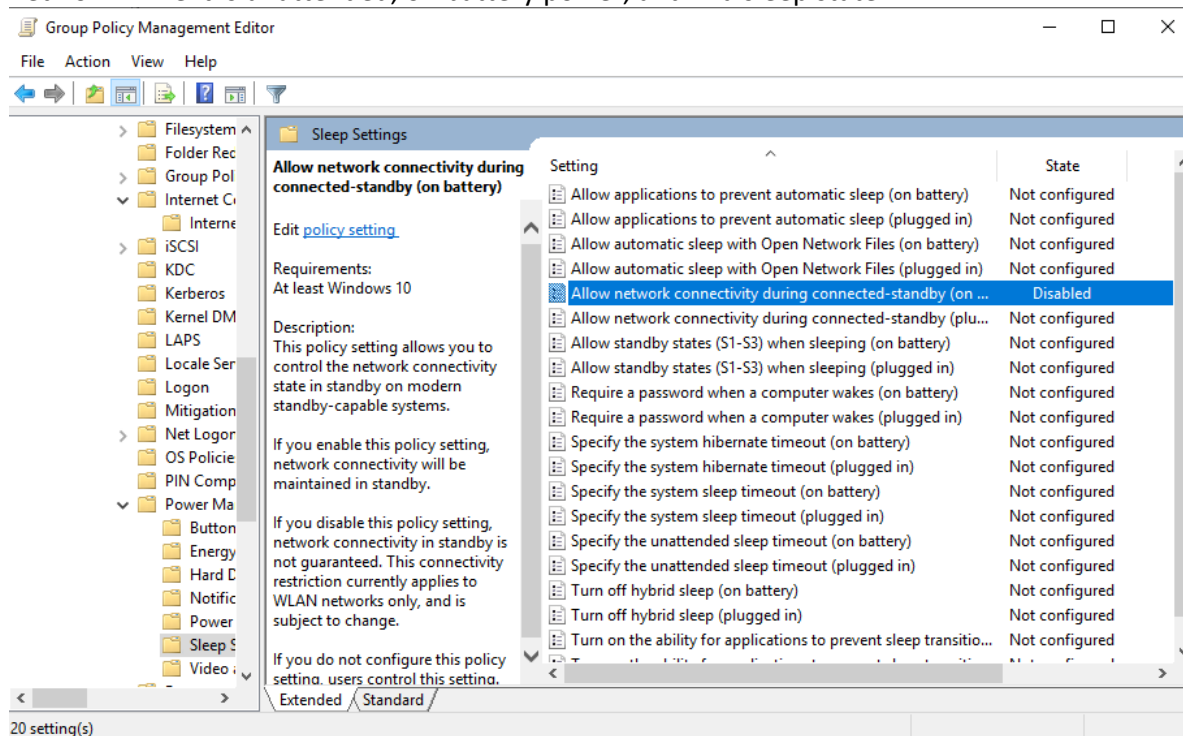 Group Policy Management Editor
File Action View Help
Filesystem
Folder Rec
Group Pol
Internet C
Interne
iSCSI
KDC
Kerberos
Kernel DM
LAPS
Locale Ser
Logon
Mitigation
Net Logor
OS Policie
PIN Comp
Power Ma
Button
Energy
Hard D
Notific
Power
Sleep S
Video
Sleep Settings
Allow network connectivity during
connected-standby (on battery)
Edit policy setting
Requirements:
At least Windows 10
Description:
This policy setting allows you to
control the network connectivity
state in standby on modern
standby-capable systems.
If you enable this policy setting,
network connectivity will be
maintained in standby.
If you disable this policy setting,
network connectivity in standby is
not guaranteed. This connectivity
restriction currently applies to
WLAN networks only, and is
subject to change.
If you do not configure this policy
setting, users control this setting.
Setting State
Allow applications to prevent automatic sleep (on battery) Not configured
Allow applications to prevent automatic sleep (plugged in) Not configured
Allow automatic sleep with Open Network Files (on battery) Not configured
Allow automatic sleep with Open Network Files (plugged in) Not configured
Allow network connectivity during connected-standby (on ... Disabled
Allow network connectivity during connected-standby (plu... Not configured
Allow standby states (S1-S3) when sleeping (on battery) Not configured
Allow standby states (S1-S3) when sleeping (plugged in) Not configured
Require a password when a computer wakes (on battery) Not configured
Require a password when a computer wakes (plugged in) Not configured
Specify the system hibernate timeout (on battery) Not configured
Specify the system hibernate timeout (plugged in) Not configured
Specify the system sleep timeout (on battery) Not configured
Specify the system sleep timeout (plugged in) Not configured
Specify the unattended sleep timeout (on battery) Not configured
Specify the unattended sleep timeout (plugged in) Not configured
Turn off hybrid sleep (on battery) Not configured
Turn off hybrid sleep (plugged in) Not configured
Turn on the ability for applications to prevent sleep transitio... Not configured
Extended Standard
20 setting(s)